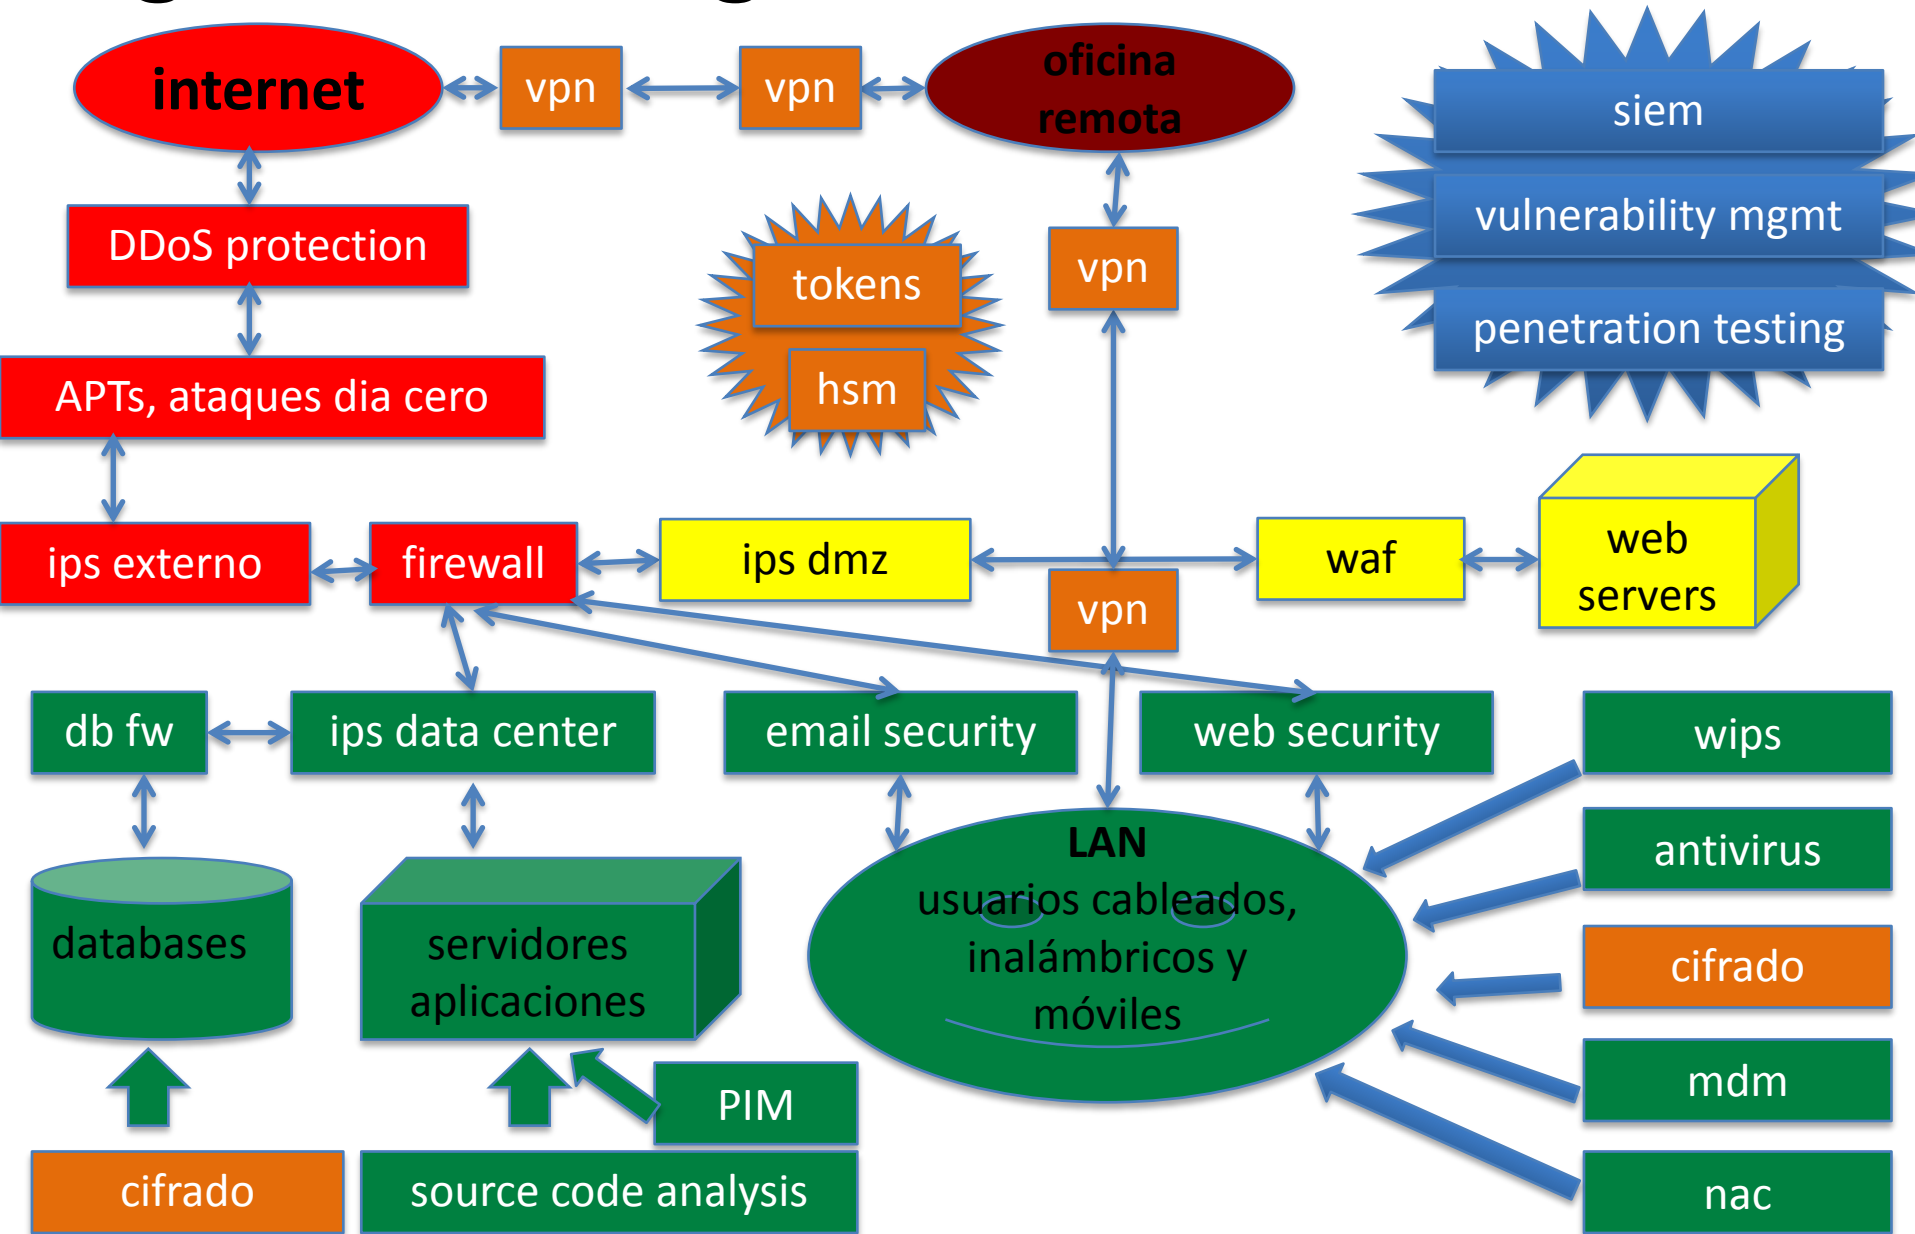 internet
vpn
vpn
oficina
remota
siem
vulnerability mgmt
penetration testing
DDoS protection
tokens
hsm
vpn
APTs, ataques dia cero
ips externo
firewall
ips dmz
waf
web
servers
vpn
db fw
ips data center
email security
web security
wips
antivirus
cifrado
mdm
nac
databases
servidores
aplicaciones
LAN
usuarios cableados,
inalámbricos y
móviles
PIM
cifrado
source code analysis